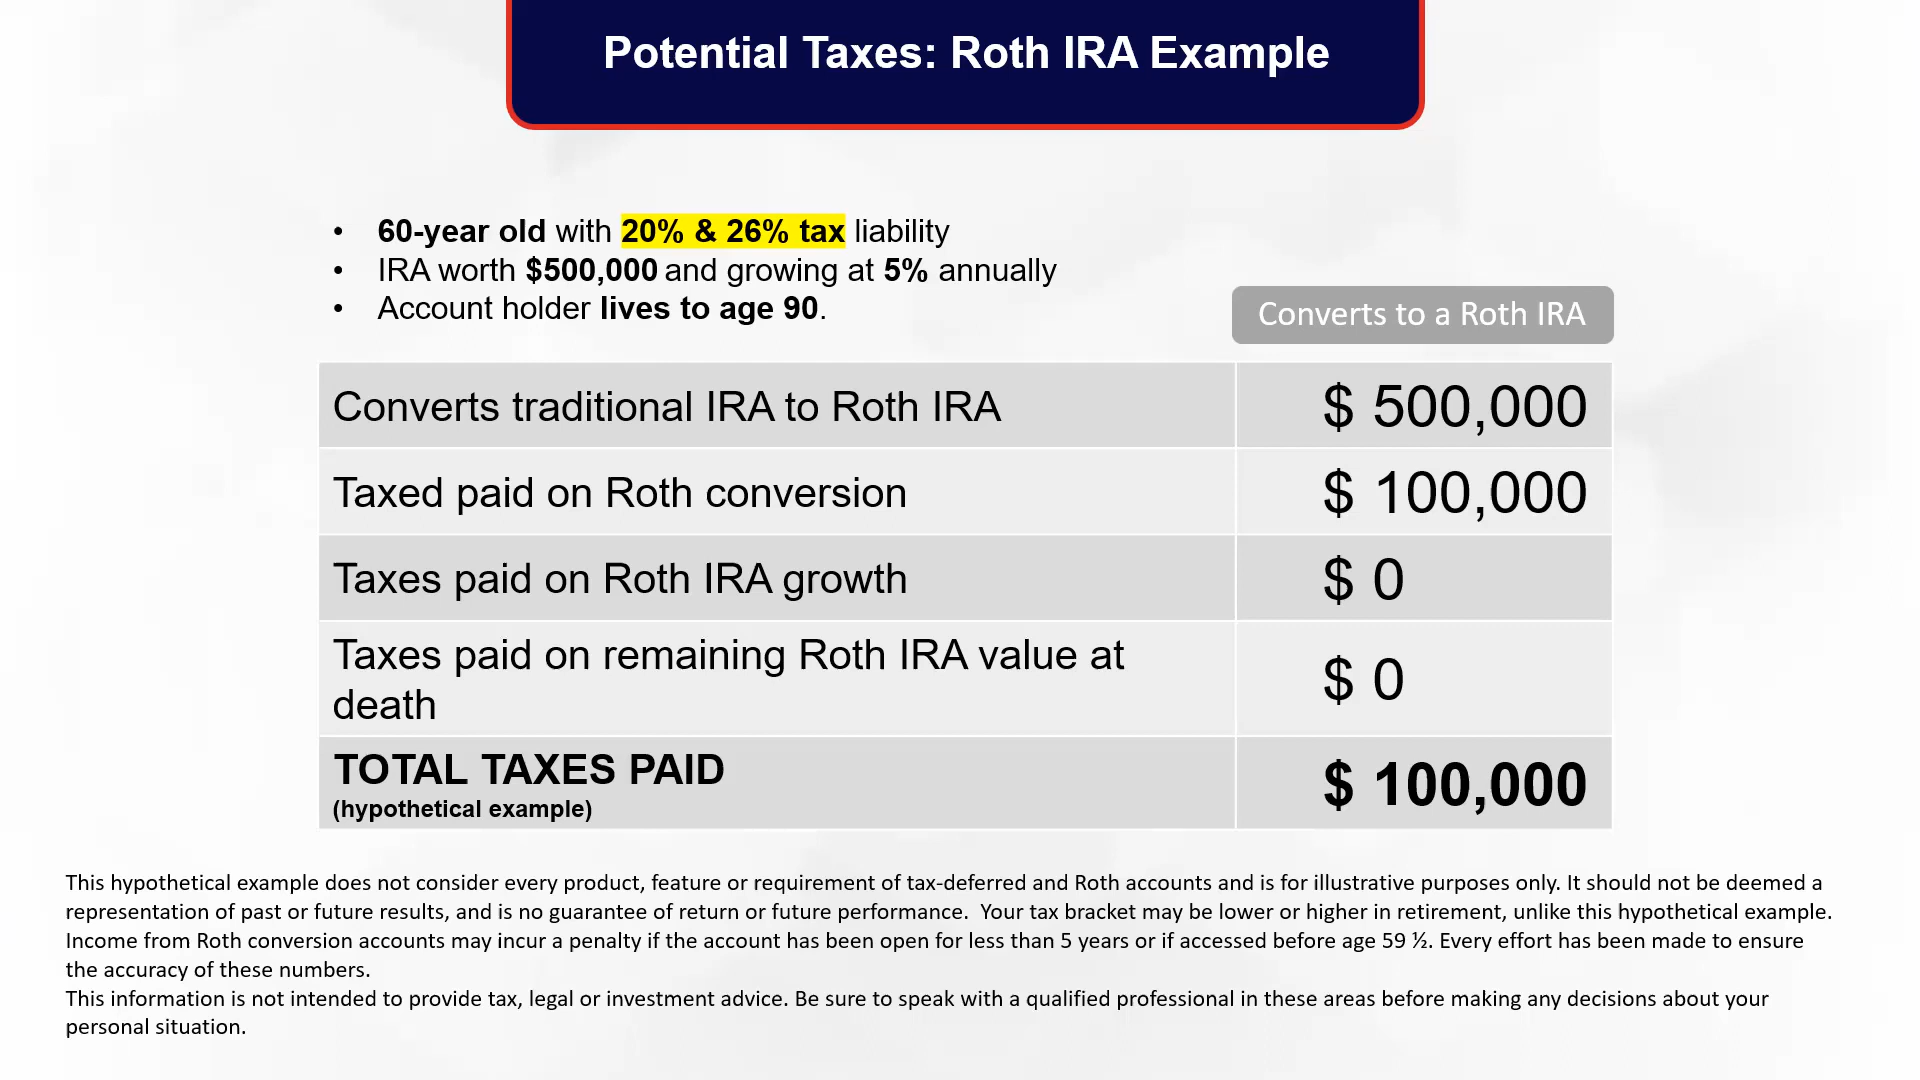 Potential Taxes: Roth IRA Example
• 60-year old with 20% & 26% tax liability
• IRA worth $500,000 and growing at 5% annually
• Account holder lives to age 90.
Converts to a Roth IRA
Converts traditional IRA to Roth IRA $ 500,000
Taxed paid on Roth conversion $ 100,000
Taxes paid on Roth IRA growth $ 0
Taxes paid on remaining Roth IRA value at
death $ 0
TOTAL TAXES PAID $ 100,000
(hypothetical example)
This hypothetical example does not consider every product, feature or requirement of tax-deferred and Roth accounts and is for illustrative purposes only. It should not be deemed a
representation of past or future results, and is no guarantee of return or future performance.  Your tax bracket may be lower or higher in retirement, unlike this hypothetical example.
Income from Roth conversion accounts may incur a penalty if the account has been open for less than 5 years or if accessed before age 59 ½. Every effort has been made to ensure
the accuracy of these numbers.
This information is not intended to provide tax, legal or investment advice. Be sure to speak with a qualified professional in these areas before making any decisions about your
personal situation.